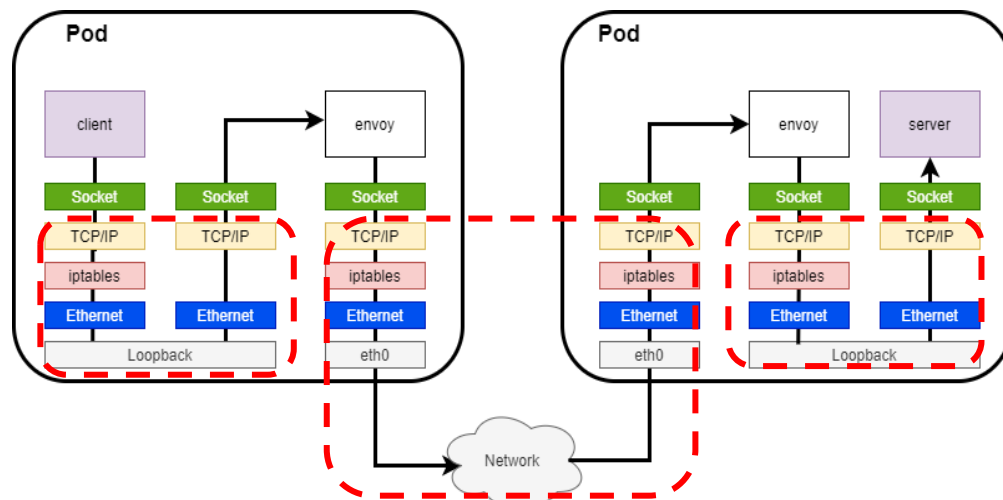 Pod
Pod
client
envoy
envoy
server
Socket
Socket
Socket
Socket
Socket
Socket
TCP/IP
TCP/IP
TCP/IP
TCP/IP
TCP/IP
TCP/IP
iptables
iptables
iptables
iptables
Ethernet
Ethernet
Ethernet
Ethernet
Ethernet
Ethernet
Loopback
eth0
eth0
Loopback
Network